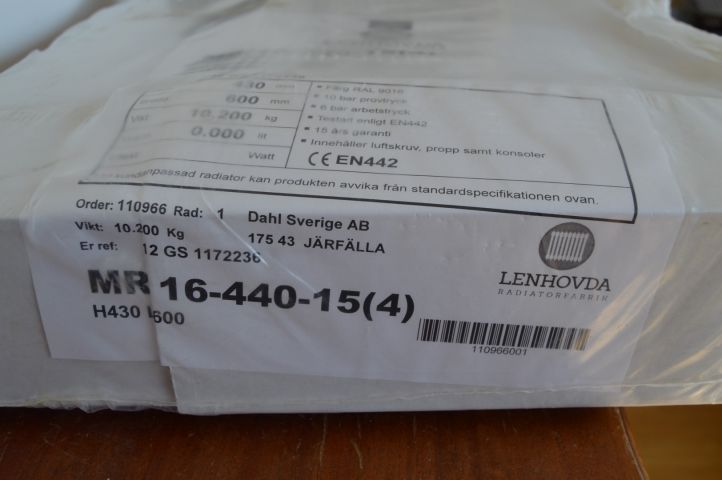 LENHOVDA
430 mm
600 mm
Vikt 10.200 kg
0.000 lit
Watt
• Färg RAL 9016
• 10 bar provtryck
• 6 bar arbetstryck
• Testan enligt EN442
• 15 års garanti
• Innehåller luftskruv, propp samt konsoler
CE EN442
kundanpassad radiator kan produkten avvika från standardspecifikationen ovan.
Order: 110966 Rad: 1
Vikt: 10.200 Kg
Er ref: 12 GS 1172236
Dahl Sverige AB
175 43 JÄRFÄLLA
MR 16-440-15(4)
H430 L600
LENHOVDA
RADIATORFABRIK
110966001